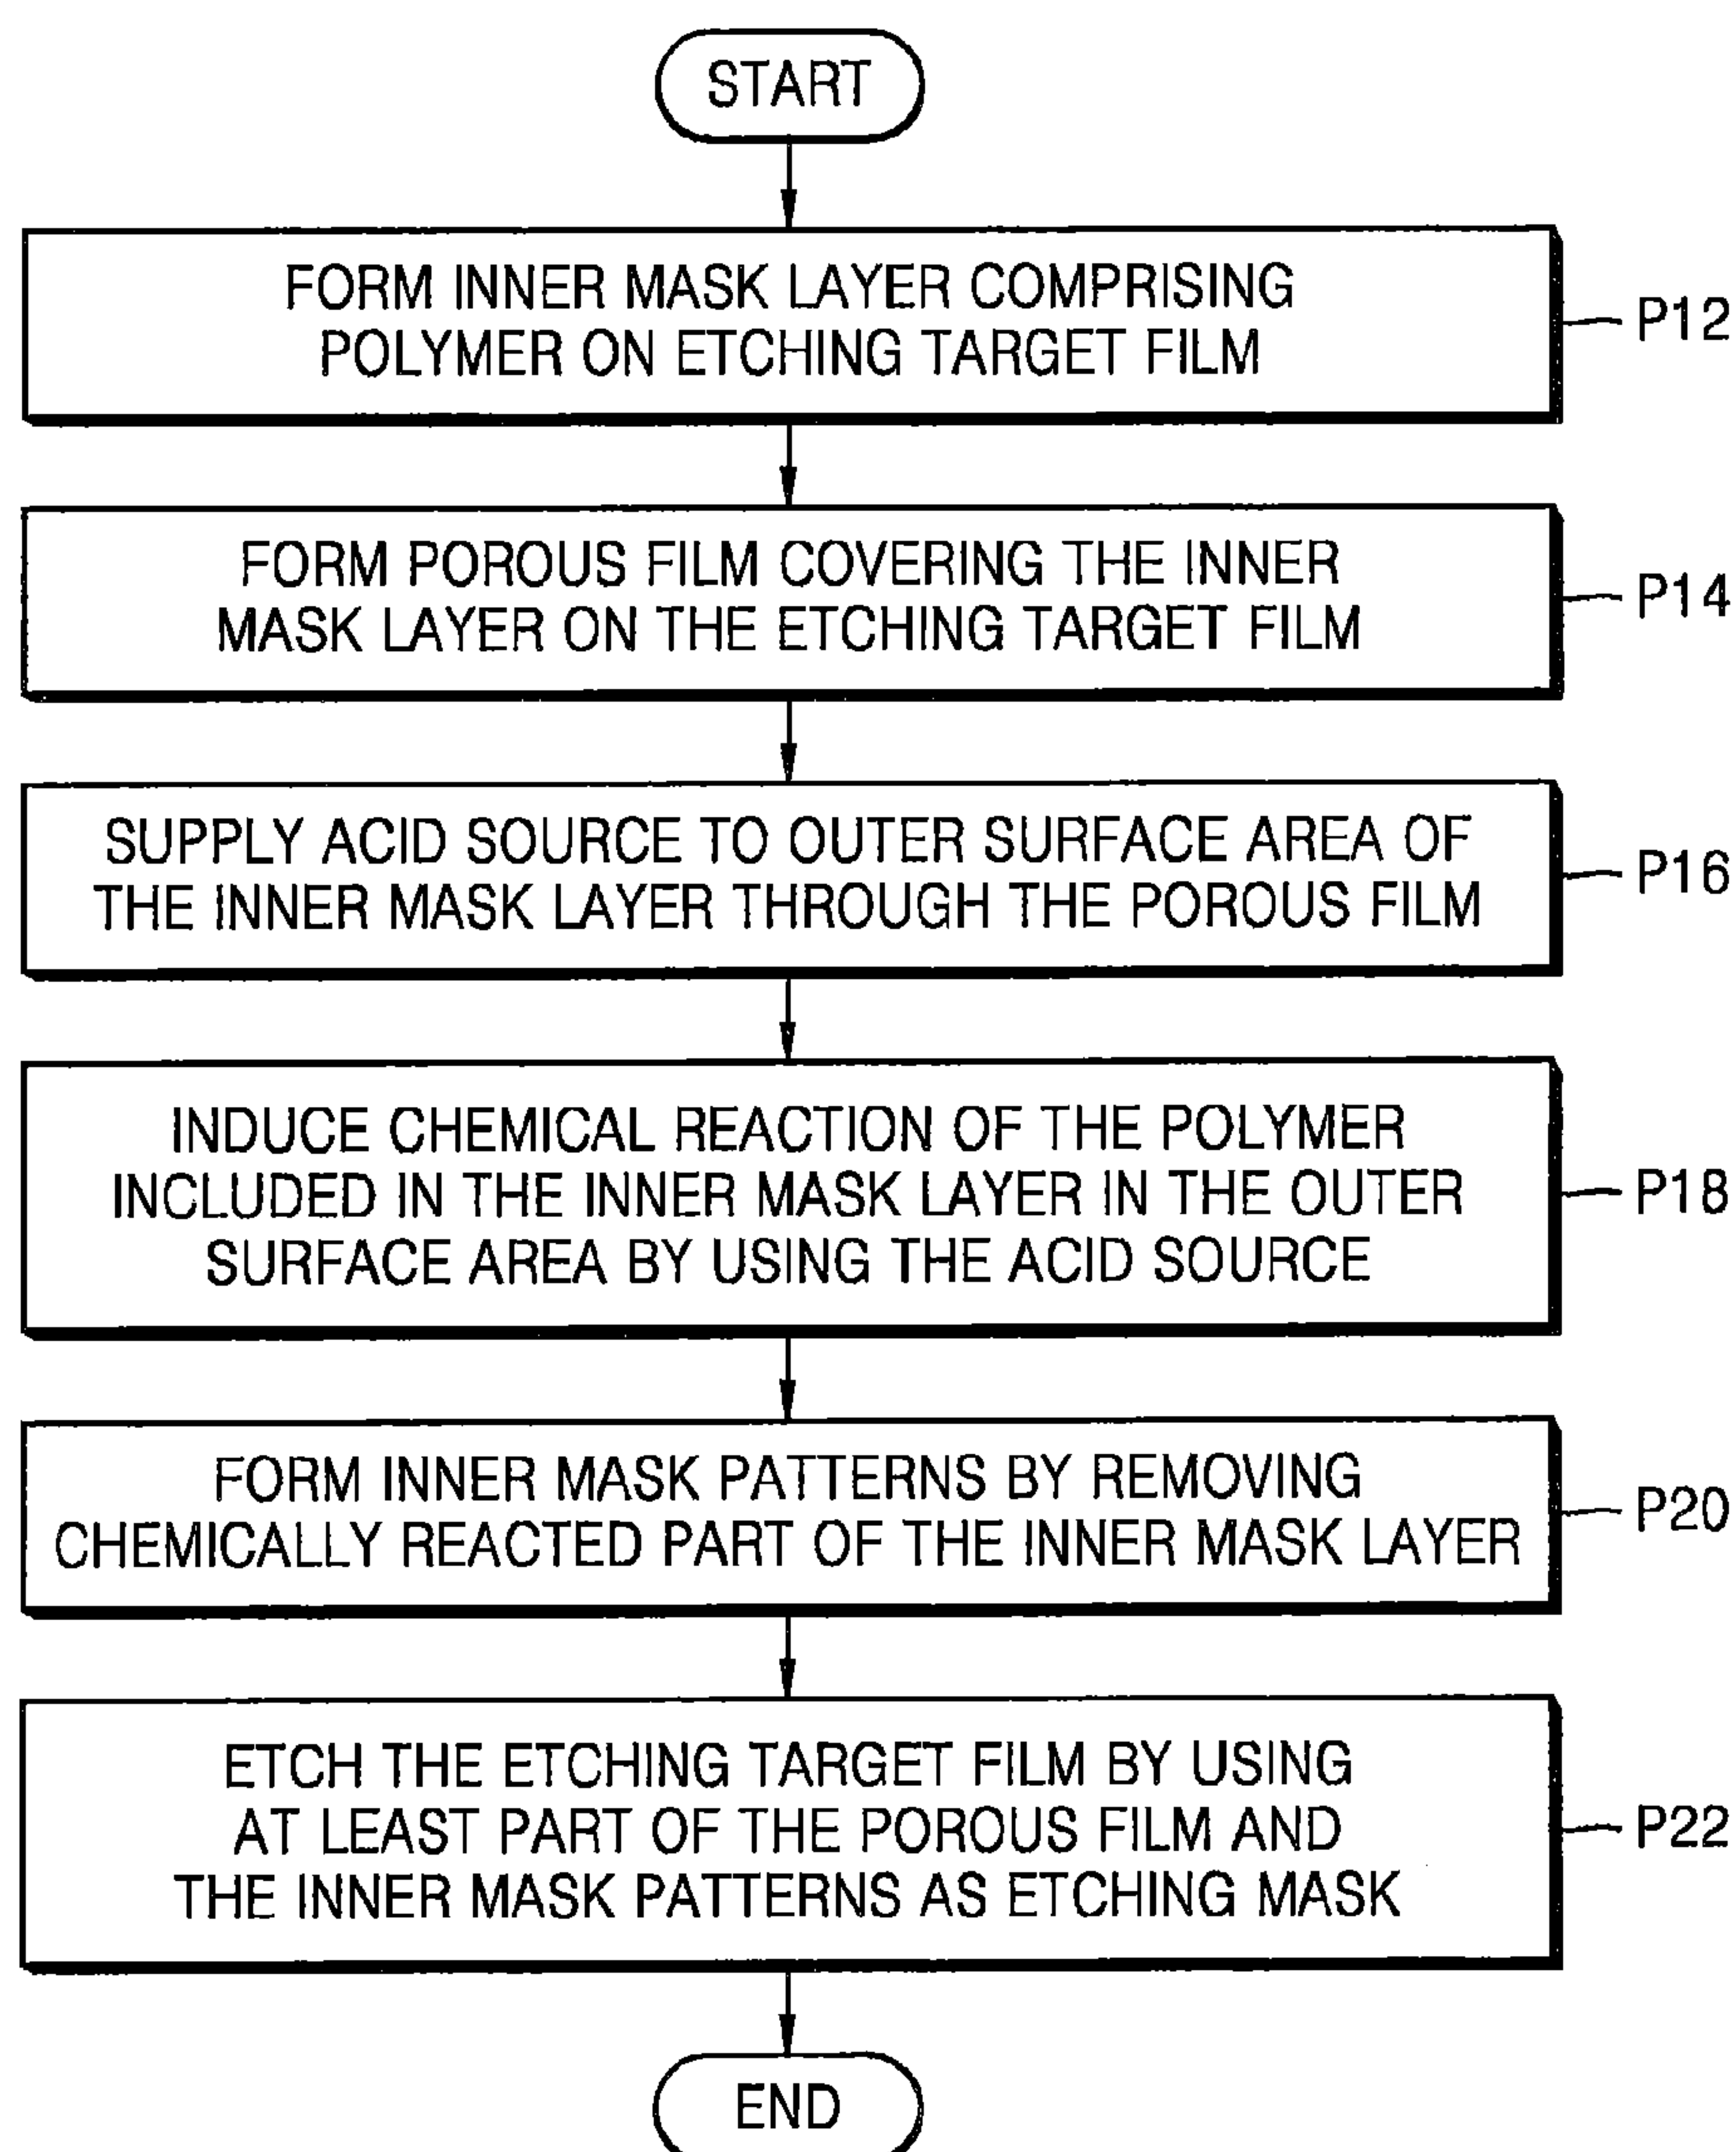 START
FORM INNER MASK LAYER COMPRISING
POLYMER ON ETCHING TARGET FILM
P12
FORM POROUS FILM COVERING THE INNER
MASK LAYER ON THE ETCHING TARGET FILM
P14
SUPPLY ACID SOURCE TO OUTER SURFACE AREA OF
THE INNER MASK LAYER THROUGH THE POROUS FILM
P16
INDUCE CHEMICAL REACTION OF THE POLYMER
INCLUDED IN THE INNER MASK LAYER IN THE OUTER
SURFACE AREA BY USING THE ACID SOURCE
P18
FORM INNER MASK PATTERNS BY REMOVING
CHEMICALLY REACTED PART OF THE INNER MASK LAYER
P20
ETCH THE ETCHING TARGET FILM BY USING
AT LEAST PART OF THE POROUS FILM AND
THE INNER MASK PATTERNS AS ETCHING MASK
P22
END